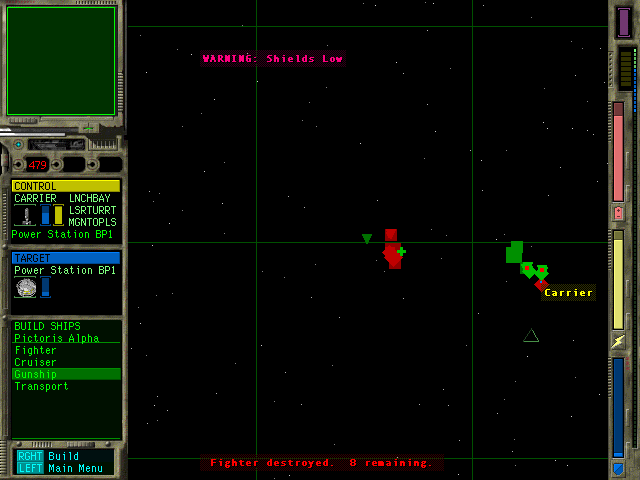 WARNING: Shields Low
479
CONTROL
CARRIER LNCHBAY
LSRTURRT
MGNTOPLS
Power Station BP1
TARGET
Power Station BP1
Carrier
BUILD SHIPS
Pictoris Alpha
Fighter
Cruiser
Gunship
Transport
RGHT Build
LEFT Main Menu
Fighter destroyed. 8 remaining.